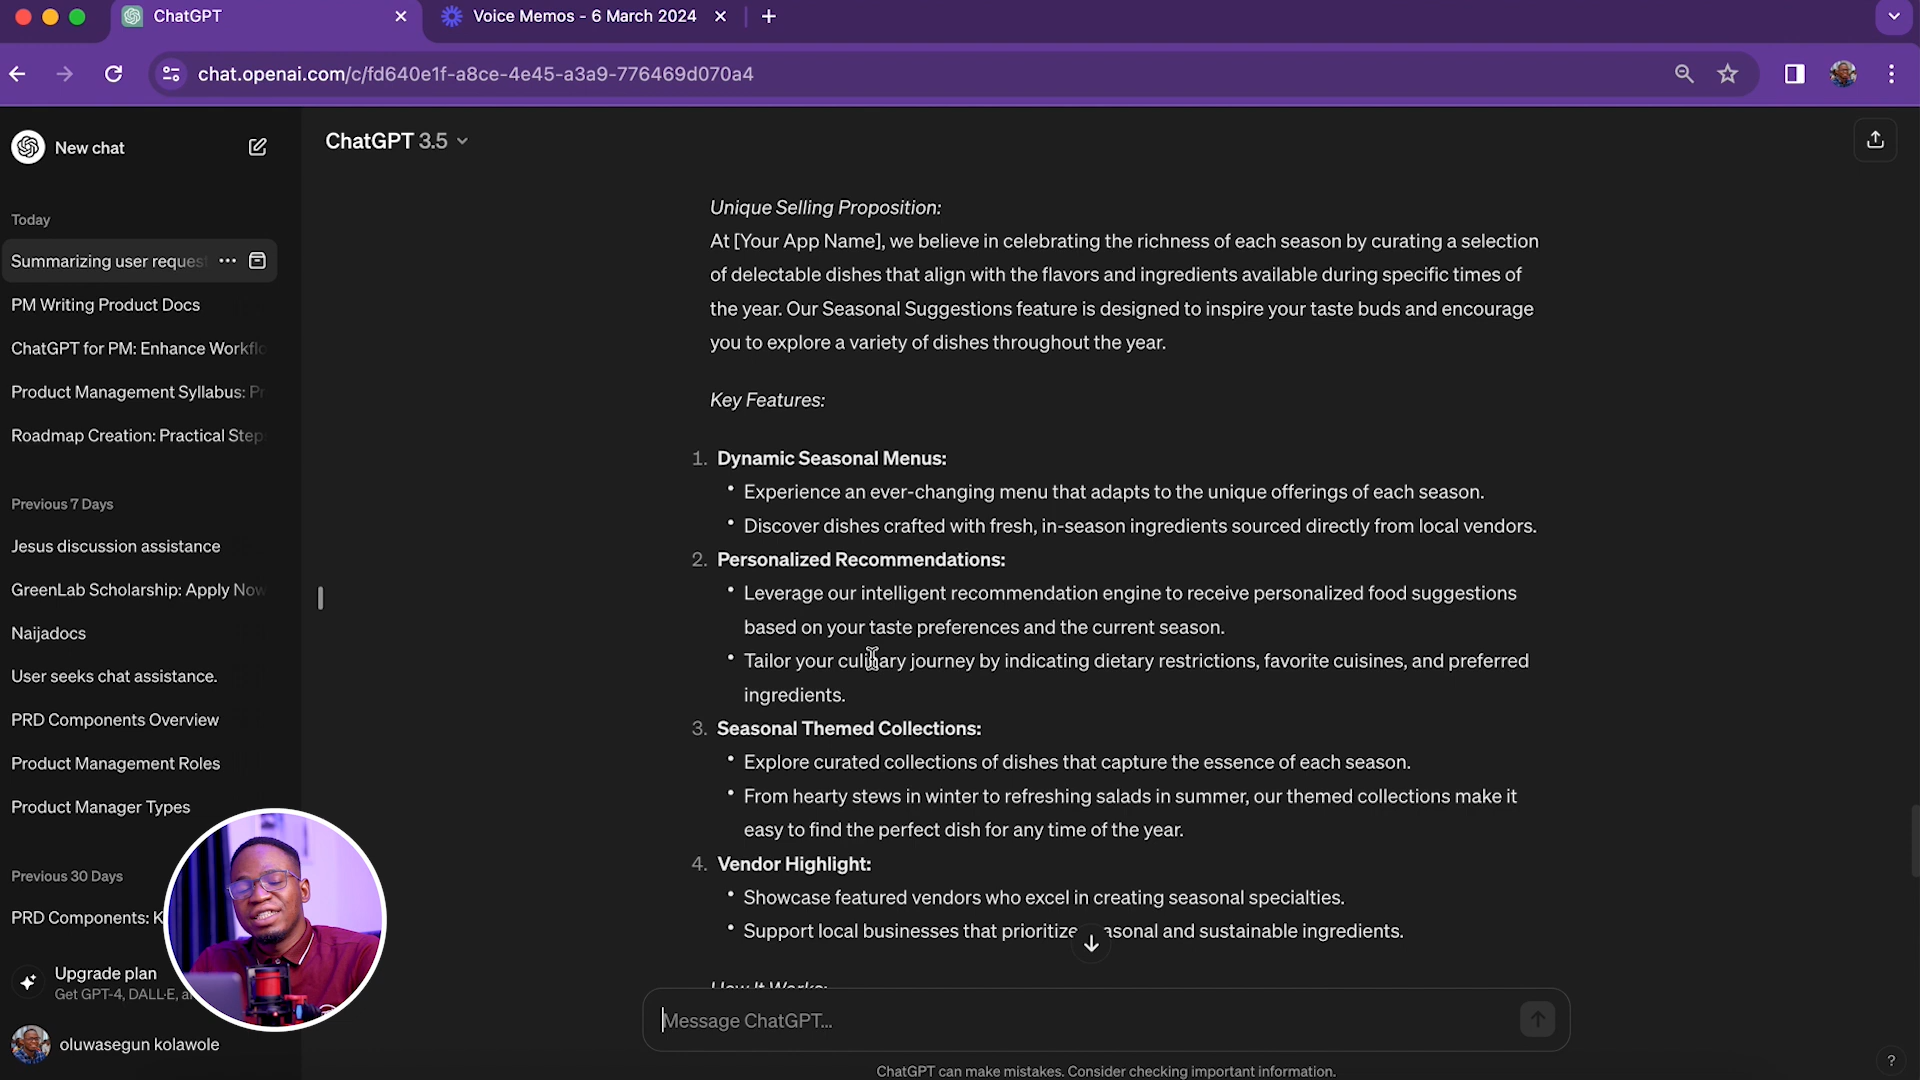 ChatGPT
Voice Memos - 6 March 2024
chat.openai.com/c/fd640e1f-a8ce-4e45-a3a9-776469d070a4
New chat
ChatGPT 3.5
Today
Summarizing user request
PM Writing Product Docs
ChatGPT for PM: Enhance Workflo
Product Management Syllabus: Pr
Roadmap Creation: Practical Step
Previous 7 Days
Jesus discussion assistance
GreenLab Scholarship: Apply Now
Naijadocs
User seeks chat assistance.
PRD Components Overview
Product Management Roles
Product Manager Types
Previous 30 Days
PRD Components: K
Upgrade plan
Get GPT-4, DALL·E, a
oluwasegun kolawole
Unique Selling Proposition:
At [Your App Name], we believe in celebrating the richness of each season by curating a selection
of delectable dishes that align with the flavors and ingredients available during specific times of
the year. Our Seasonal Suggestions feature is designed to inspire your taste buds and encourage
you to explore a variety of dishes throughout the year.
Key Features:
1. Dynamic Seasonal Menus:
• Experience an ever-changing menu that adapts to the unique offerings of each season.
• Discover dishes crafted with fresh, in-season ingredients sourced directly from local vendors.
2. Personalized Recommendations:
• Leverage our intelligent recommendation engine to receive personalized food suggestions
based on your taste preferences and the current season.
• Tailor your culinary journey by indicating dietary restrictions, favorite cuisines, and preferred
ingredients.
3. Seasonal Themed Collections:
• Explore curated collections of dishes that capture the essence of each season.
• From hearty stews in winter to refreshing salads in summer, our themed collections make it
easy to find the perfect dish for any time of the year.
4. Vendor Highlight:
• Showcase featured vendors who excel in creating seasonal specialties.
• Support local businesses that prioritize seasonal and sustainable ingredients.
How It Works:
Message ChatGPT...
ChatGPT can make mistakes. Consider checking important information.
?